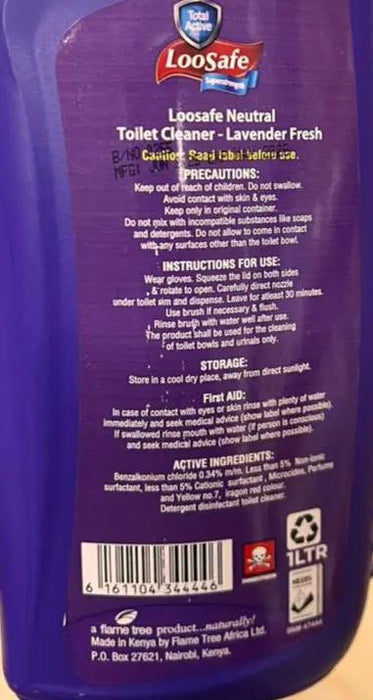 Total
Active
LooSafe
Superstrength
Loosafe Neutral
Toilet Cleaner - Lavender Fresh
B/NO
Caution: Read label before use.
MFGT JUN
PRECAUTIONS:
Keep out of reach of children. Do not swallow.
Avoid contact with skin & eyes.
Keep only in original container.
Do not mix with incompatible substances like soaps
and detergents. Do not allow to come in contact
with any surfaces other than the toilet bowl.
INSTRUCTIONS FOR USE:
Wear gloves. Squeeze the lid on both sides
& rotate to open. Carefully direct nozzle
under toilet rim and dispense. Leave for atleast 30 minutes.
Use brush if necessary & flush.
Rinse brush with water well after use.
The product shall be used for the cleaning
of toilet bowls and urinals only.
STORAGE:
Store in a cool dry place, away from direct sunlight.
First AID:
In case of contact with eyes or skin rinse with plenty of water
immediately and seek medical advice (show label where possible).
If swallowed rinse mouth with water (if person is conscious)
and seek medical advice (show label where possible).
ACTIVE INGREDIENTS:
Benzalkonium chloride 0.34% m/m. Less than 5% Non-Ionic
surfactant, less than 5% Cationic surfactant, Microcides, Perfume
and Yellow no.7, iragon red colour.
Detergent disinfectant toilet cleaner.
1LTR
6 161104 344446
a flame tree product...naturally!
Made in Kenya by Flame Tree Africa Ltd.
P.O. Box 27621, Nairobi, Kenya.